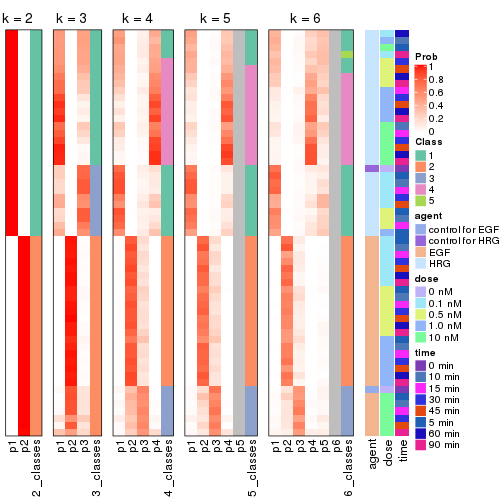 k = 2
k = 3
k = 4
k = 5
k = 6
Prob
1
0.8
0.6
0.4
0.2
0
Class
1
2
3
4
5
agent
control for EGF
control for HRG
EGF
HRG
dose
0 nM
0.1 nM
0.5 nM
1.0 nM
10 nM
time
0 min
10 min
15 min
30 min
45 min
5 min
60 min
90 min
p1
p2
2_classes
p1
p2
p3
3_classes
p1
p2
p3
p4
4_classes
p1
p2
p3
p4
p5
5_classes
p1
p2
p3
p4
p5
p6
6_classes
agent
dose
time